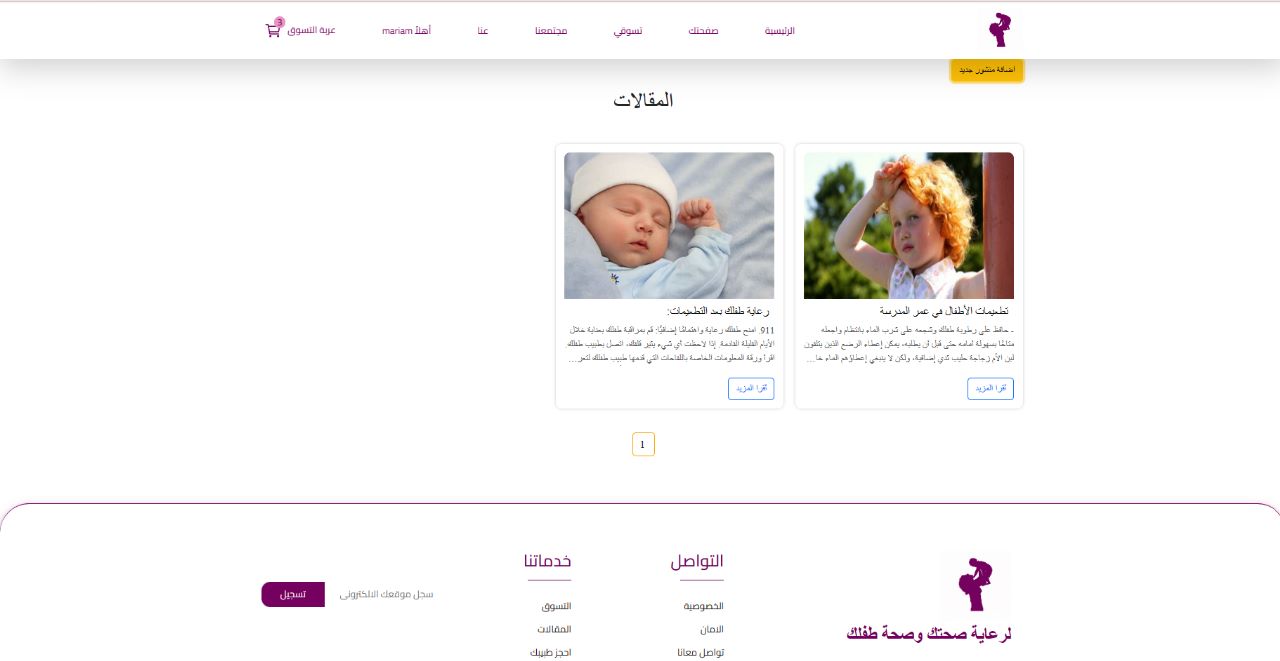 الرئيسية
صفحتك
تسوقي
مجتمعنا
عنا
أهلاً mariam
عربة التسوق
3
اضافة منشور جديد
المقالات
تطعيمات الأطفال في عمر المدرسة
- حافظ على رطوبة طفلك وشجعه على شرب الماء بانتظام واجعله
متاحًا بسهولة أمامه حتى قبل أن يطلبه، يمكن إعطاء الرضع الذين يتلقون
لبن الأم زجاجة حليب ثدي إضافية، ولكن لا ينبغي إعطاؤهم الماء خا...
أقرا المزيد
رعاية طفلك بعد التطعيمات:
911 امنح طفلك رعاية واهتمامًا إضافيًا: قم بمراقبة طفلك بعناية خلال
الأيام القليلة القادمة. إذا لاحظت أي شيء يثير قلقك، اتصل بطبيب طفلك
اقرأ ورقة المعلومات الخاصة باللقاحات التي قدمها طبيب طفلك لتعر...
أقرا المزيد
1
لرعاية صحتك وصحة طفلك
التواصل
الخصوصية
الامان
تواصل معانا
خدماتنا
التسوق
المقالات
احجز طبيبك
سجل موقعك الالكتروني
تسجيل